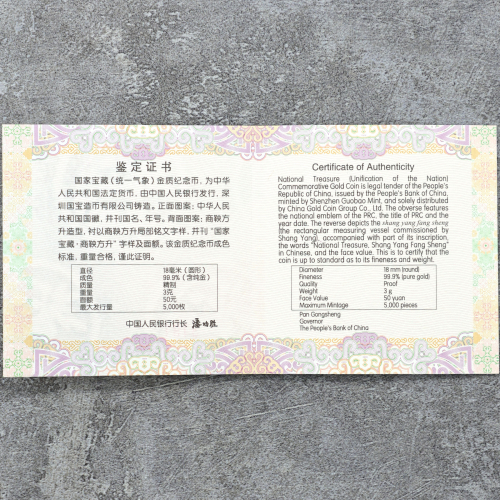 鉴定证书
国家宝藏（统一气象）金质纪念币，为中华
人民共和国法定货币，由中国人民银行发行，深
圳国宝造币有限公司铸造。正面图案：中华人民
共和国国徽，并刊国名、年号。背面图案：商鞅方
升造型，衬以商鞅方升局部铭文字样，并刊“国家
宝藏·商鞅方升”字样及面额。该金质纪念币成色
标准，重量合格，谨此证明。
直径 18毫米（圆形）
成色 99.9%（含纯金）
质量 精制
重量 3克
面额 50元
最大发行量 5,000枚
中国人民银行行长 潘功胜
Certificate of Authenticity
National Treasure (Unification of the Nation)
Commemorative Gold Coin is legal tender of the People's
Republic of China, issued by the People's Bank of China,
minted by Shenzhen Guobao Mint, and solely distributed
by China Gold Coin Group Co., Ltd. The obverse features
the national emblem of the PRC, the title of PRC and the
year date. The reverse depicts the shang yang fang sheng
(the rectangular measuring vessel commissioned by
Shang Yang), accompanied with part of its inscription,
the words "National Treasure, Shang Yang Fang Sheng"
in Chinese, and the face value. This is to certify that the
coin is up to standard as to its fineness and weight.
Diameter 18 mm (round)
Fineness 99.9% (pure gold)
Quality Proof
Weight 3 g
Face Value 50 yuan
Maximum Mintage 5,000 pieces
Pan Gongsheng
Governor
The People's Bank of China